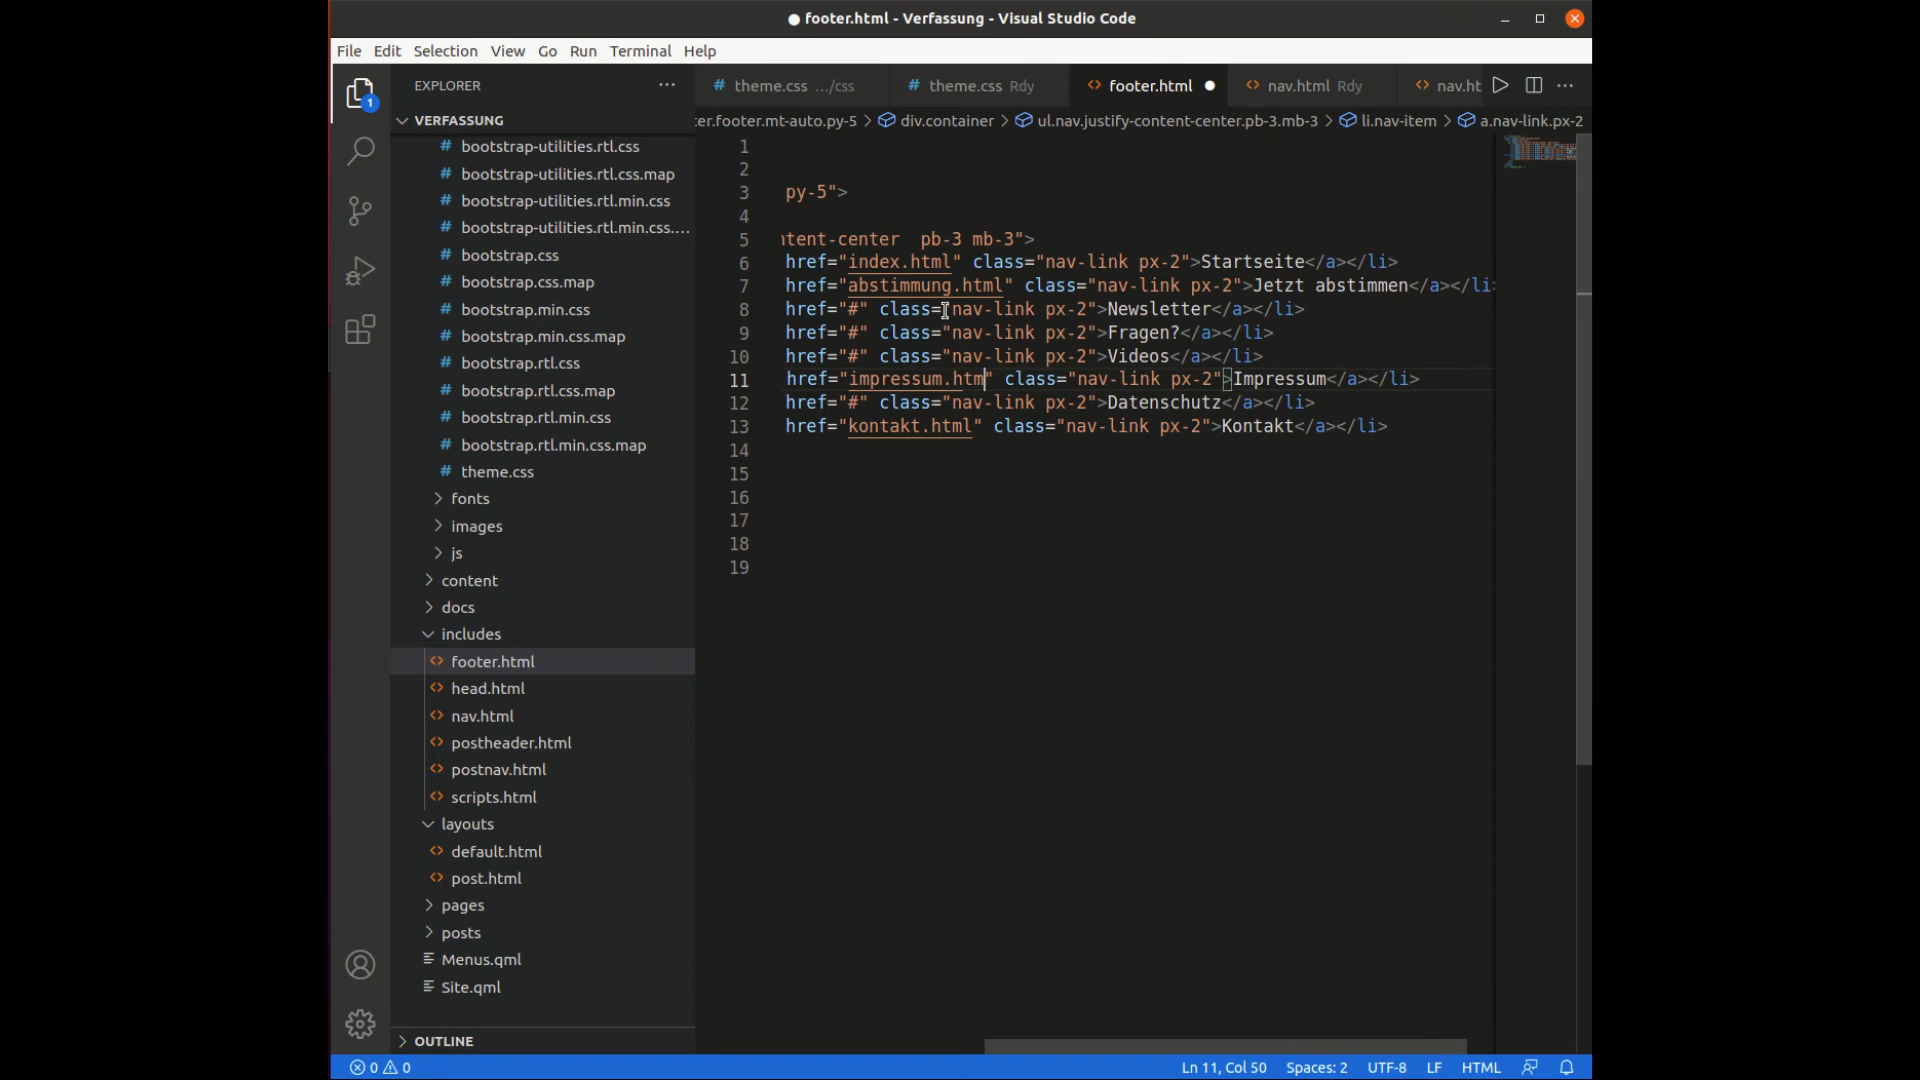 footer.html - Verfassung - Visual Studio Code
File Edit Selection View Go Run Terminal Help
EXPLORER
theme.css .../css
theme.css Rdy
footer.html
nav.html Rdy
nav.ht
1
VERFASSUNG
er.footer.mt-auto.py-5 > div.container > ul.nav.justify-content-center.pb-3.mb-3 > li.nav-item > a.nav-link.px-2
bootstrap-utilities.rtl.css
bootstrap-utilities.rtl.css.map
bootstrap-utilities.rtl.min.css
bootstrap-utilities.rtl.min.css....
bootstrap.css
bootstrap.css.map
bootstrap.min.css
bootstrap.min.css.map
bootstrap.rtl.css
bootstrap.rtl.css.map
bootstrap.rtl.min.css
bootstrap.rtl.min.css.map
theme.css
fonts
images
js
content
docs
includes
footer.html
head.html
nav.html
postheader.html
postnav.html
scripts.html
layouts
default.html
post.html
pages
posts
Menus.qml
Site.qml
OUTLINE
1
2
3 py-5">
4
5 ntent-center  pb-3 mb-3">
6 href="index.html" class="nav-link px-2">Startseite</a></li>
7 href="abstimmung.html" class="nav-link px-2">Jetzt abstimmen</a></li>
8 href="#" class="nav-link px-2">Newsletter</a></li>
9 href="#" class="nav-link px-2">Fragen?</a></li>
10 href="#" class="nav-link px-2">Videos</a></li>
11 href="impressum.htm" class="nav-link px-2">Impressum</a></li>
12 href="#" class="nav-link px-2">Datenschutz</a></li>
13 href="kontakt.html" class="nav-link px-2">Kontakt</a></li>
14
15
16
17
18
19
0 0
Ln 11, Col 50 Spaces: 2 UTF-8 LF HTML